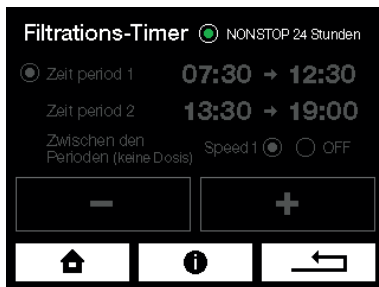 Filtrations-Timer NONSTOP 24 Stunden
Zeit period 1 07:30 → 12:30
Zeit period 2 13:30 → 19:00
Zwischen den
Perioden (keine Dosis) Speed 1 OFF
− +